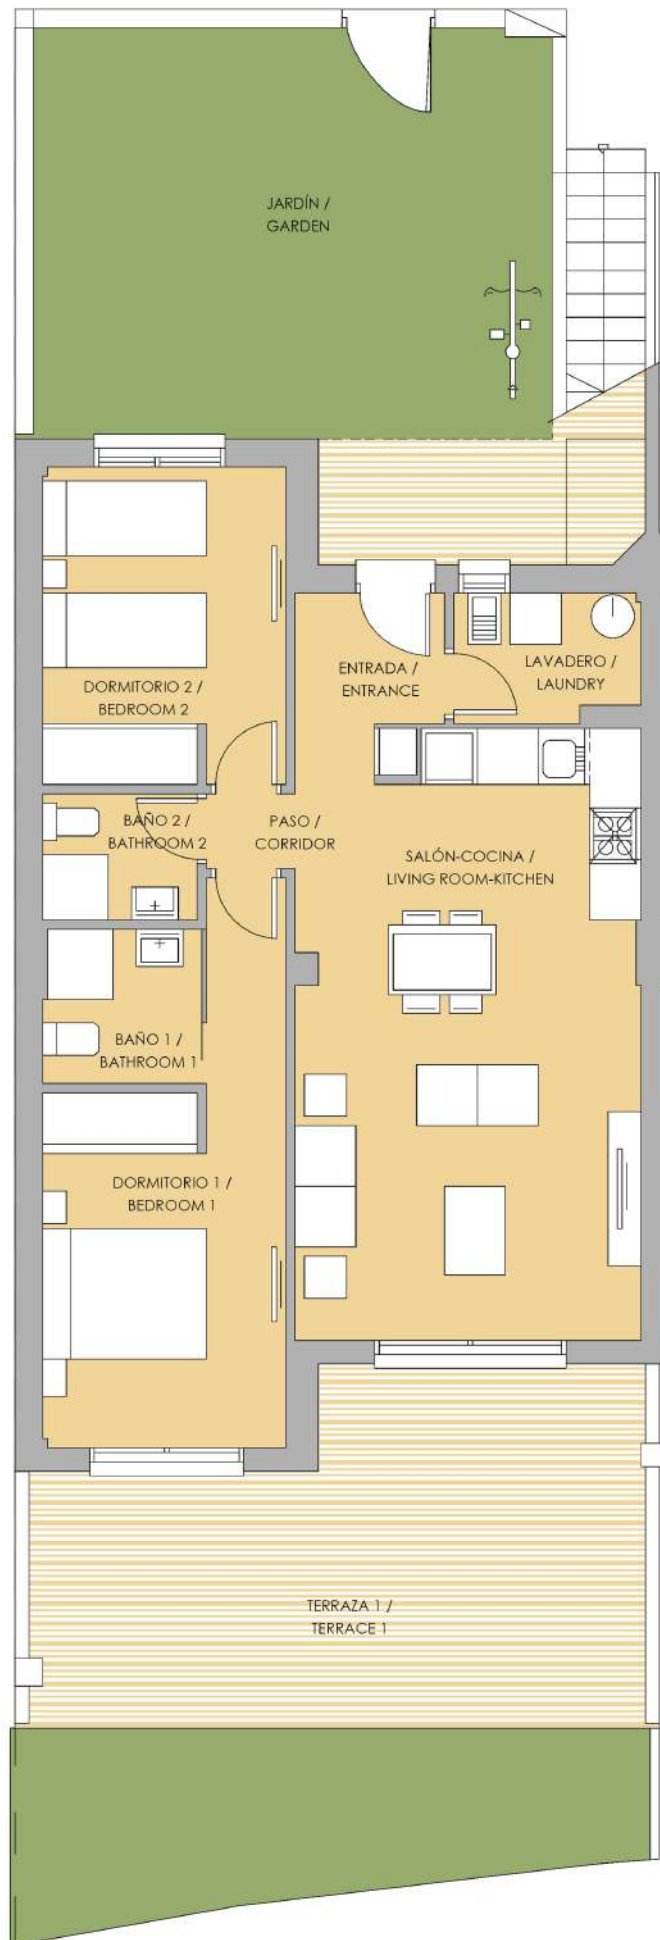 JARDÍN /
GARDEN
DORMITORIO 2 /
BEDROOM 2
ENTRADA /
ENTRANCE
LAVADERO /
LAUNDRY
BAÑO 2 /
BATHROOM 2
PASO /
CORRIDOR
SALÓN-COCINA /
LIVING ROOM-KITCHEN
BAÑO 1 /
BATHROOM 1
DORMITORIO 1 /
BEDROOM 1
TERRAZA 1 /
TERRACE 1